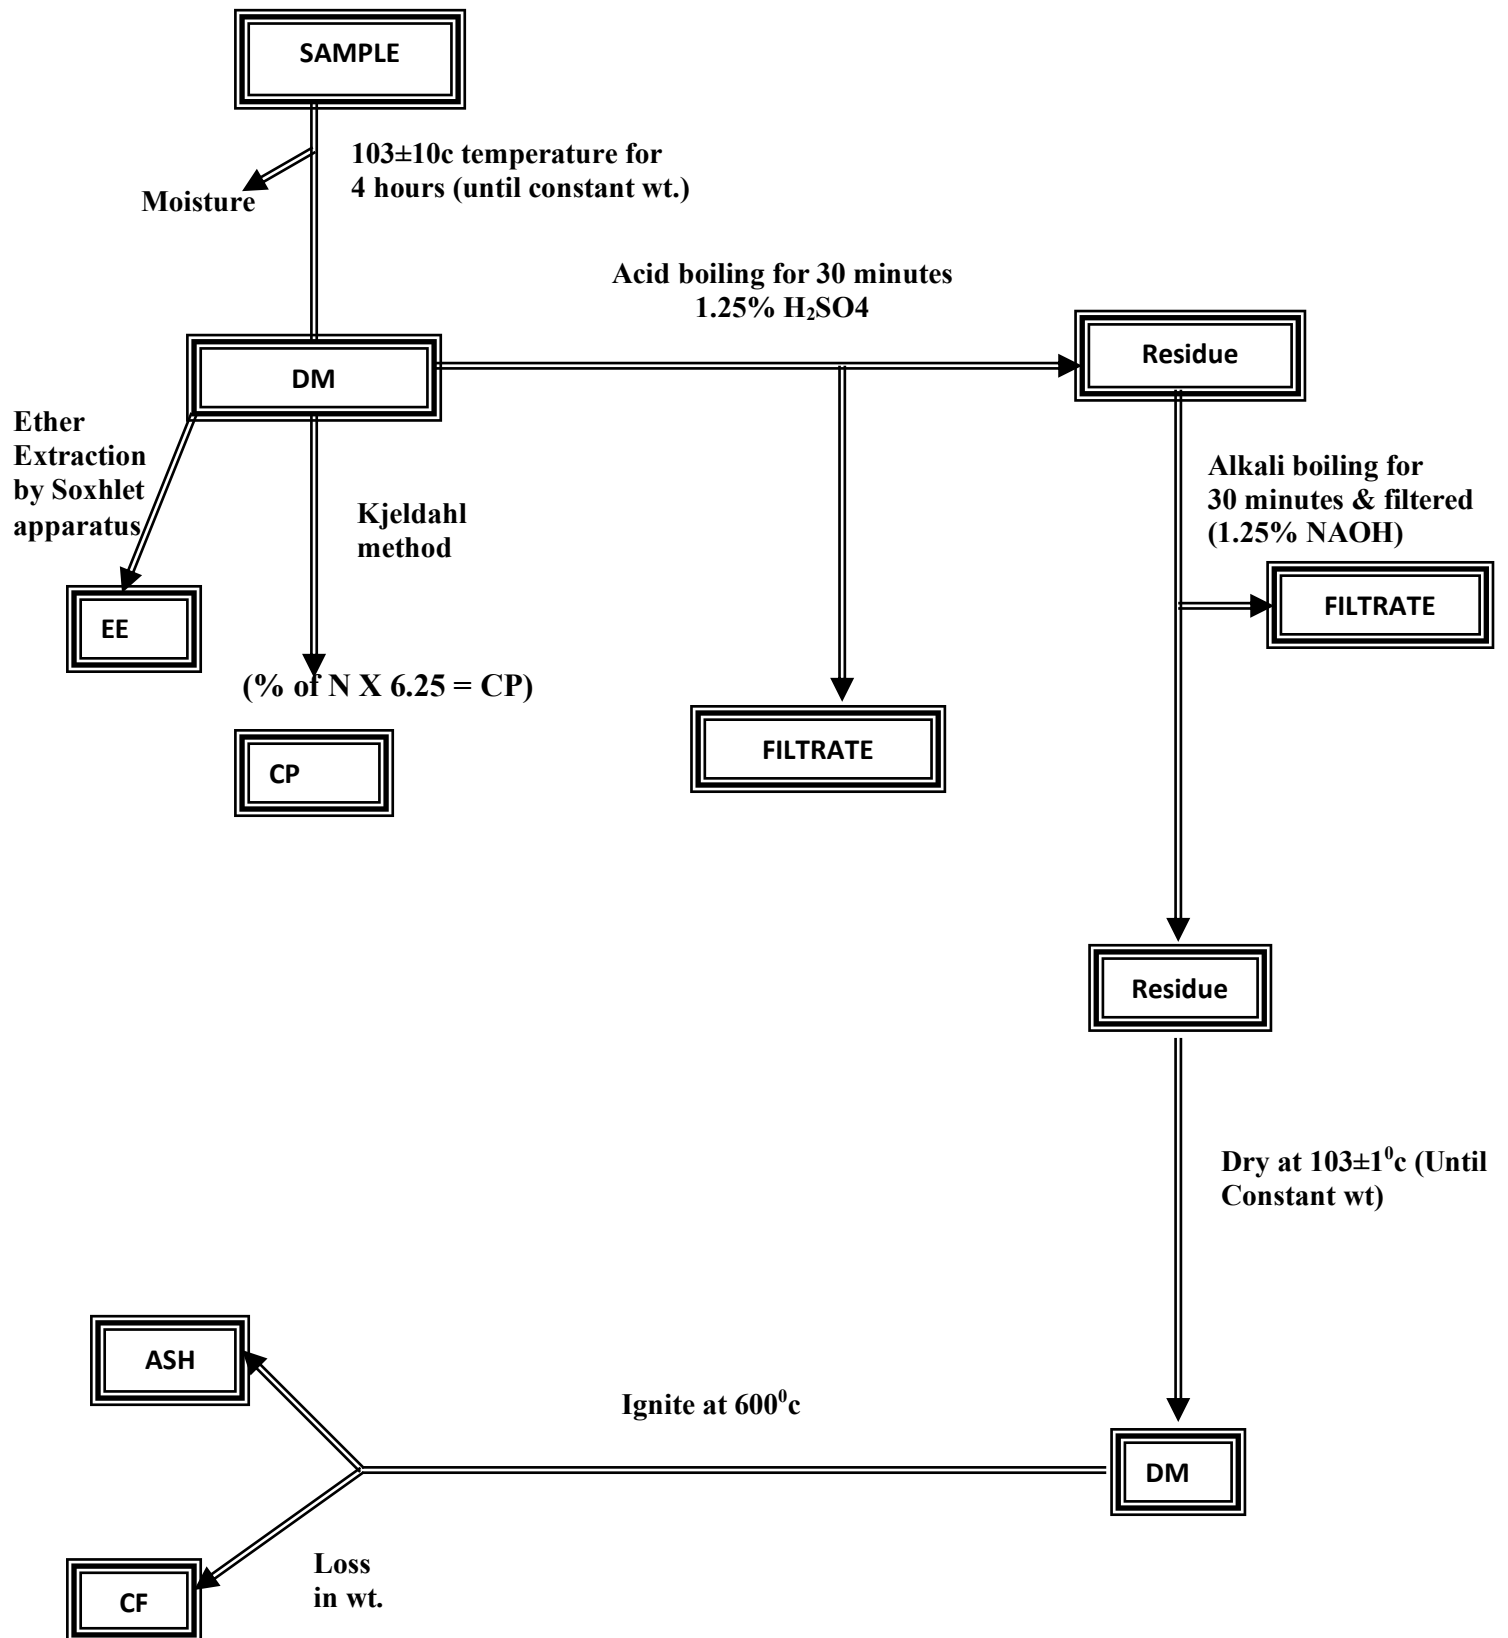 SAMPLE
103±10c temperature for
4 hours (until constant wt.)
Moisture
Acid boiling for 30 minutes
1.25% H₂SO4
Residue
DM
Ether
Extraction
by Soxhlet
apparatus
Alkali boiling for
30 minutes & filtered
(1.25% NAOH)
Kjeldahl
method
FILTRATE
EE
(% of N X 6.25 = CP)
FILTRATE
CP
Residue
Dry at 103±1⁰c (Until
Constant wt)
ASH
Ignite at 600⁰c
DM
Loss
in wt.
CF